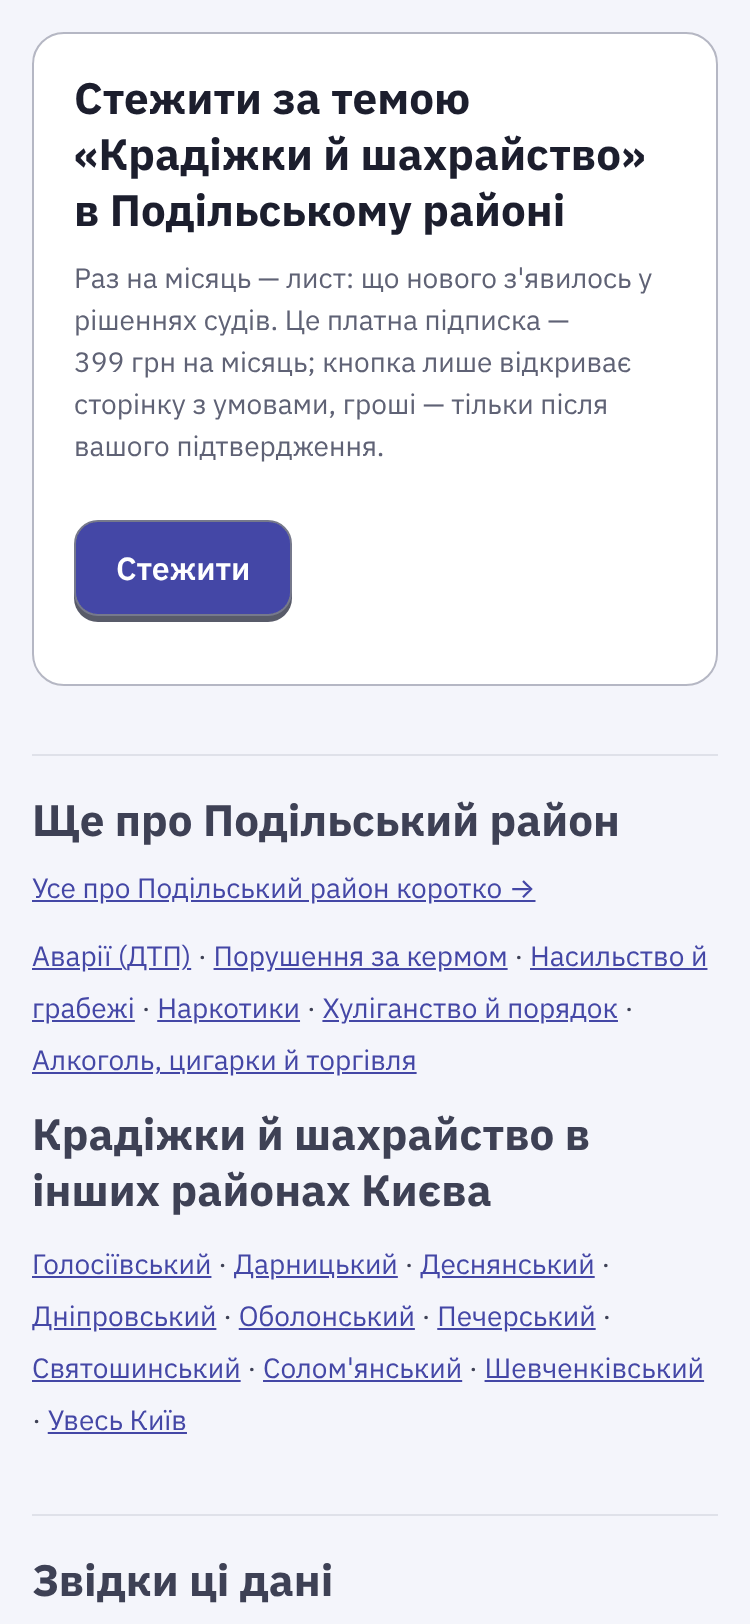 Стежити за темою
«Крадіжки й шахрайство»
в Подільському районі
Раз на місяць — лист: що нового з'явилось у
рішеннях судів. Це платна підписка —
399 грн на місяць; кнопка лише відкриває
сторінку з умовами, гроші — тільки після
вашого підтвердження.
Стежити
Ще про Подільський район
Усе про Подільський район коротко →
Аварії (ДТП) · Порушення за кермом · Насильство й
грабежі · Наркотики · Хуліганство й порядок ·
Алкоголь, цигарки й торгівля
Крадіжки й шахрайство в
інших районах Києва
Голосіївський · Дарницький · Деснянський ·
Дніпровський · Оболонський · Печерський ·
Святошинський · Солом'янський · Шевченківський
· Увесь Київ
Звідки ці дані